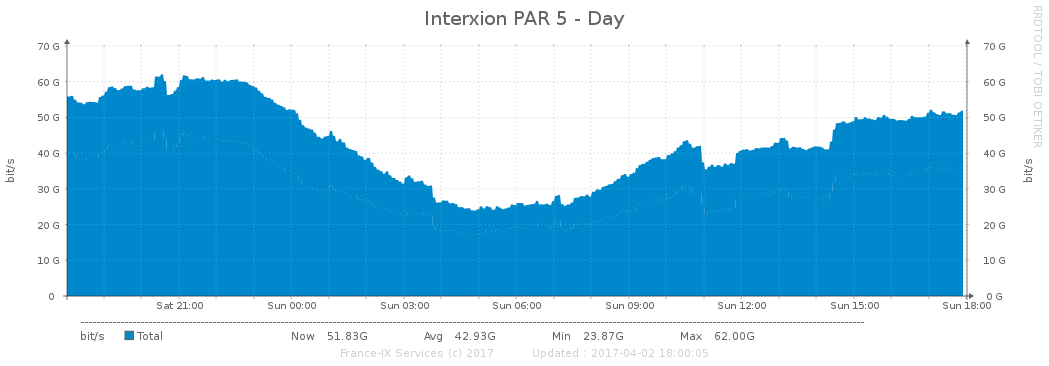 Interxion PAR 5 - Day
RRDTOOL / TOBI OETIKER
70 G 70 G
60 G 60 G
50 G 50 G
40 G 40 G
30 G 30 G
20 G 20 G
10 G 10 G
0 0 G
bit/s bit/s
Sat 21:00 Sun 00:00 Sun 03:00 Sun 06:00 Sun 09:00 Sun 12:00 Sun 15:00 Sun 18:00
bit/s Total Now 51.83G Avg 42.93G Min 23.87G Max 62.00G
France-IX Services (c) 2017 Updated : 2017-04-02 18:00:05